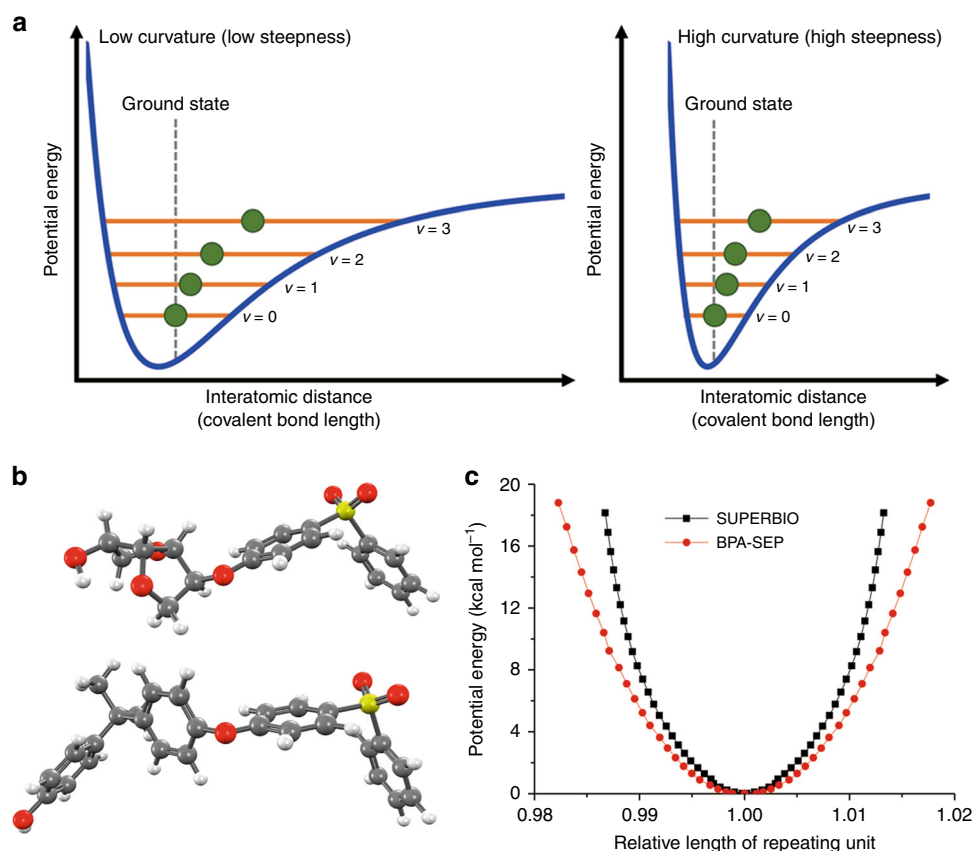 a
Low curvature (low steepness)
Ground state
Potential energy
v = 3
v = 2
v = 1
v = 0
Interatomic distance
(covalent bond length)
High curvature (high steepness)
Ground state
Potential energy
v = 3
v = 2
v = 1
v = 0
Interatomic distance
(covalent bond length)
b
c
20
16
12
8
4
0
Potential energy (kcal mol⁻¹)
SUPERBIO
BPA-SEP
0.98
0.99
1.00
1.01
1.02
Relative length of repeating unit